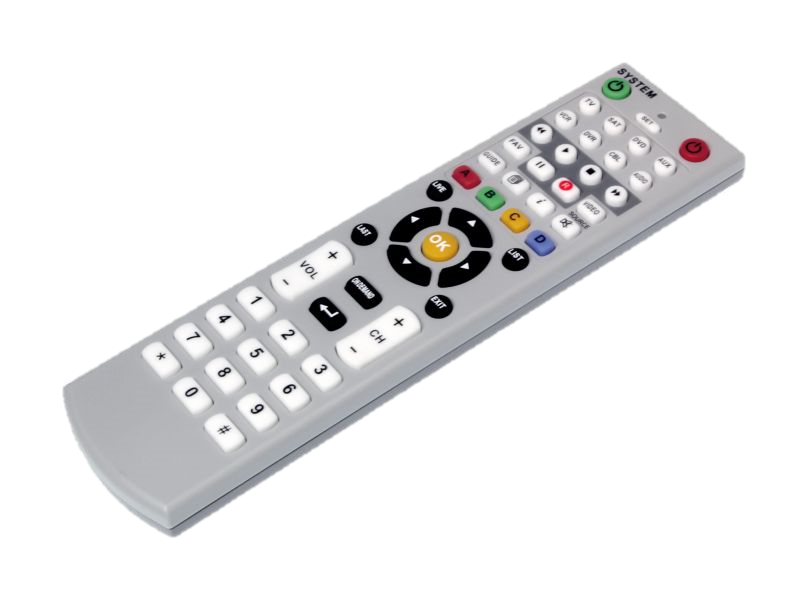 SYSTEM
TV SAT DVD AUX
SET
VCR DVR CBL AUDIO
FAV
GUIDE
R
VIDEO
SOURCE
i
A B C D
LIVE
LIST
LAST
OK
EXIT
+ VOL -
ONDEMAND
+ CH -
1 2 3
4 5 6
7 8 9
* 0 #